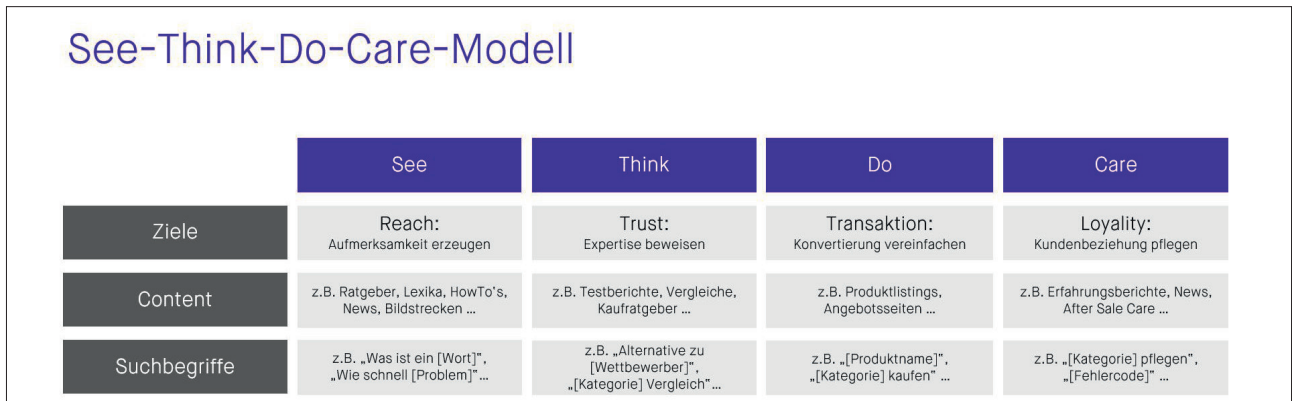 See-Think-Do-Care-Modell
See
Think
Do
Care
Ziele
Reach:
Aufmerksamkeit erzeugen
Trust:
Expertise beweisen
Transaktion:
Konvertierung vereinfachen
Loyality:
Kundenbeziehung pflegen
Content
z.B. Ratgeber, Lexika, HowTo's,
News, Bildstrecken ...
z.B. Testberichte, Vergleiche,
Kaufratgeber ...
z.B. Produktlistings,
Angebotsseiten ...
z.B. Erfahrungsberichte, News,
After Sale Care ...
Suchbegriffe
z.B. „Was ist ein [Wort]",
„Wie schnell [Problem]"...
z.B. „Alternative zu
[Wettbewerber]",
„[Kategorie] Vergleich"...
z.B. „[Produktname]",
„[Kategorie] kaufen" ...
z.B. „[Kategorie] pflegen",
„[Fehlercode]" ...